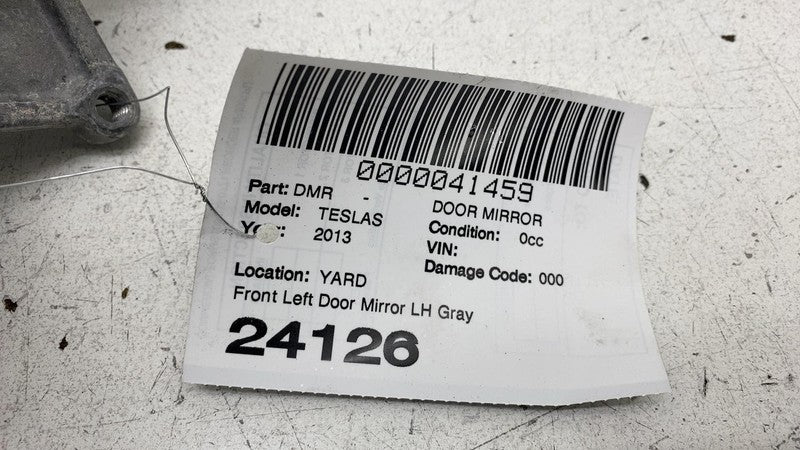 0000041459
Part: DMR - DOOR MIRROR
Model: TESLAS Condition: 0cc
Year: 2013 VIN:
Location: YARD Damage Code: 000
Front Left Door Mirror LH Gray
24126